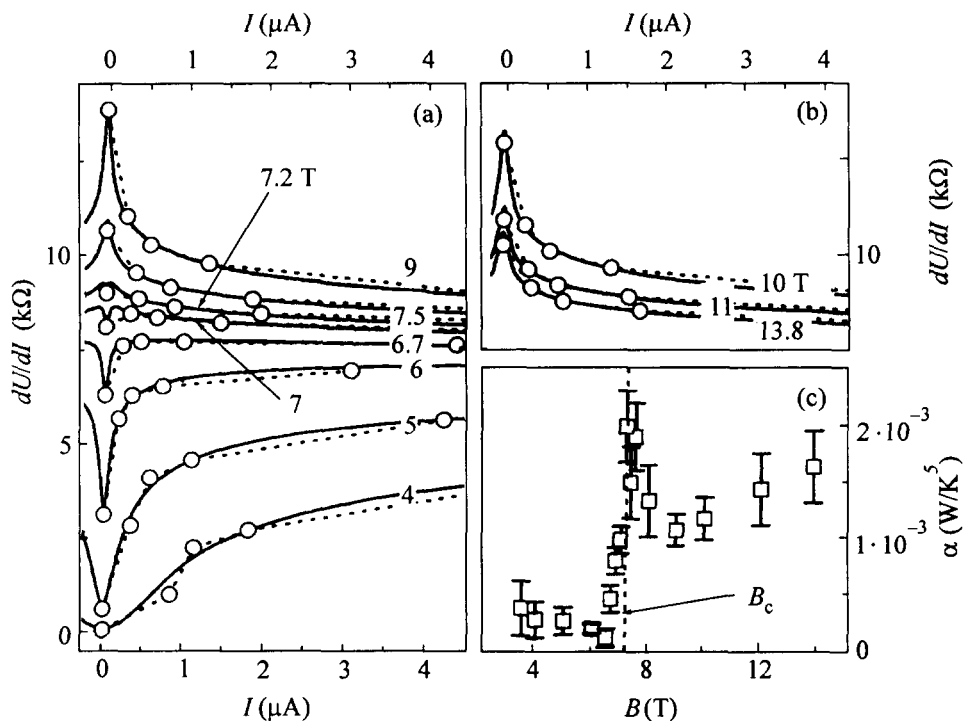 I (μA)
I (μA)
0 1 2 3 4
0 1 2 3 4
(a)
(b)
7.2 T
dU/dI (kΩ)
10
5
0
9
7.5
6.7
7
6
5
4
10 T
11
13.8
10
dU/dI (kΩ)
(c)
2·10⁻³
1·10⁻³
0
α (W/K⁵)
B_c
0 1 2 3 4
4 8 12
I (μA)
B (T)